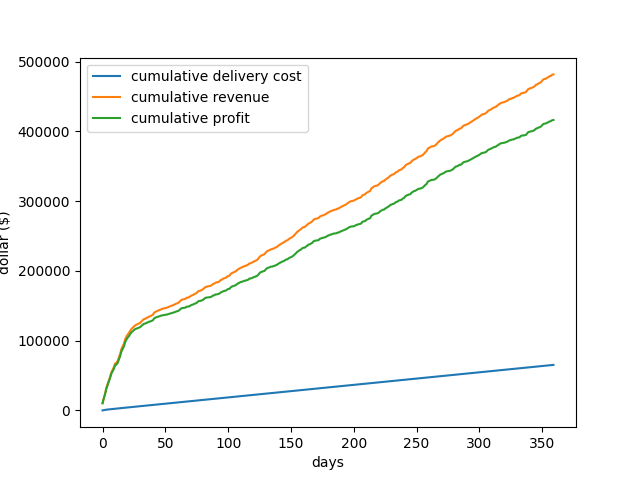 cumulative delivery cost
cumulative revenue
cumulative profit
500000
400000
300000
200000
100000
0
dollar ($)
0 50 100 150 200 250 300 350
days